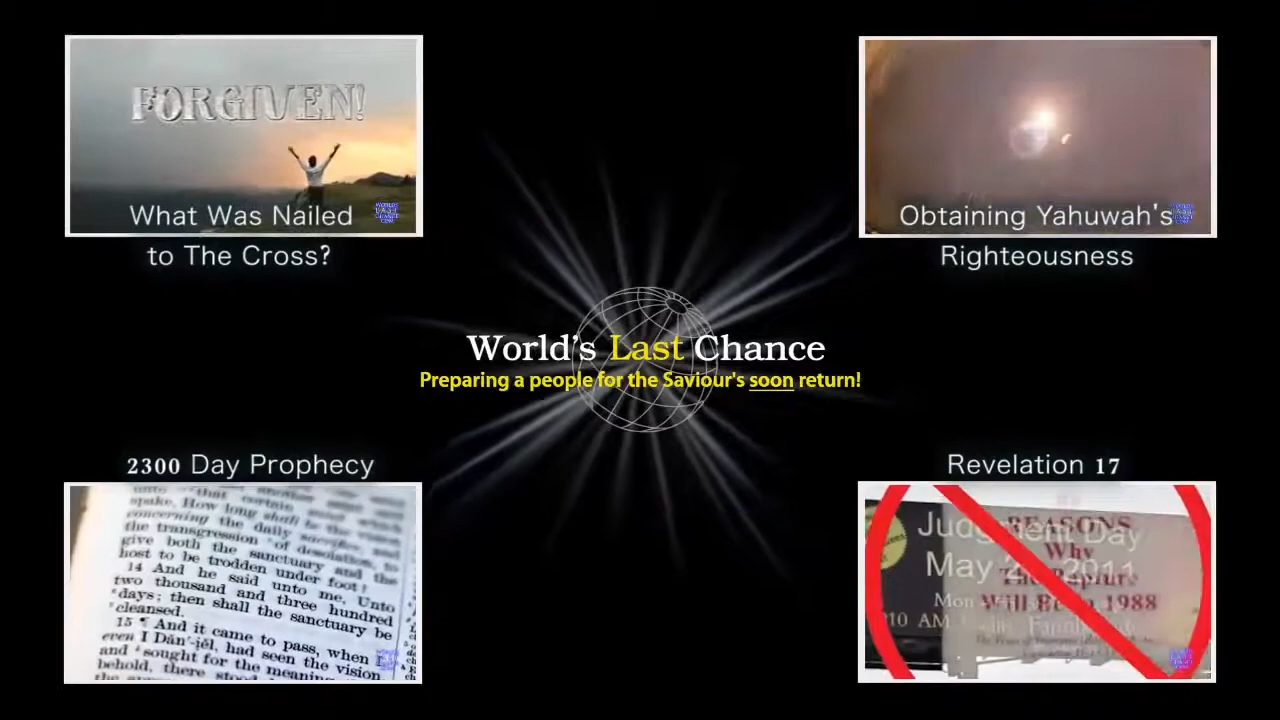 FORGIVEN!
What Was Nailed
to The Cross?
Obtaining Yahuwah's
Righteousness
World's Last Chance
Preparing a people for the Saviour's soon return!
2300 Day Prophecy
spake, How long shall be the vision
concerning the daily sacrifice, and
the transgression of desolation, to
give both the sanctuary and the
host to be trodden under foot?
14 And he said unto me, Unto
two thousand and three hundred
days; then shall the sanctuary be
cleansed.
15 ¶ And it came to pass, when I
even I Dăn´-iĕl, had seen the vision
and sought for the meaning
behold, there stood
Revelation 17
Judgment Day
May 2 2011
REASONS
Why
The Rapture
Will Be 1988